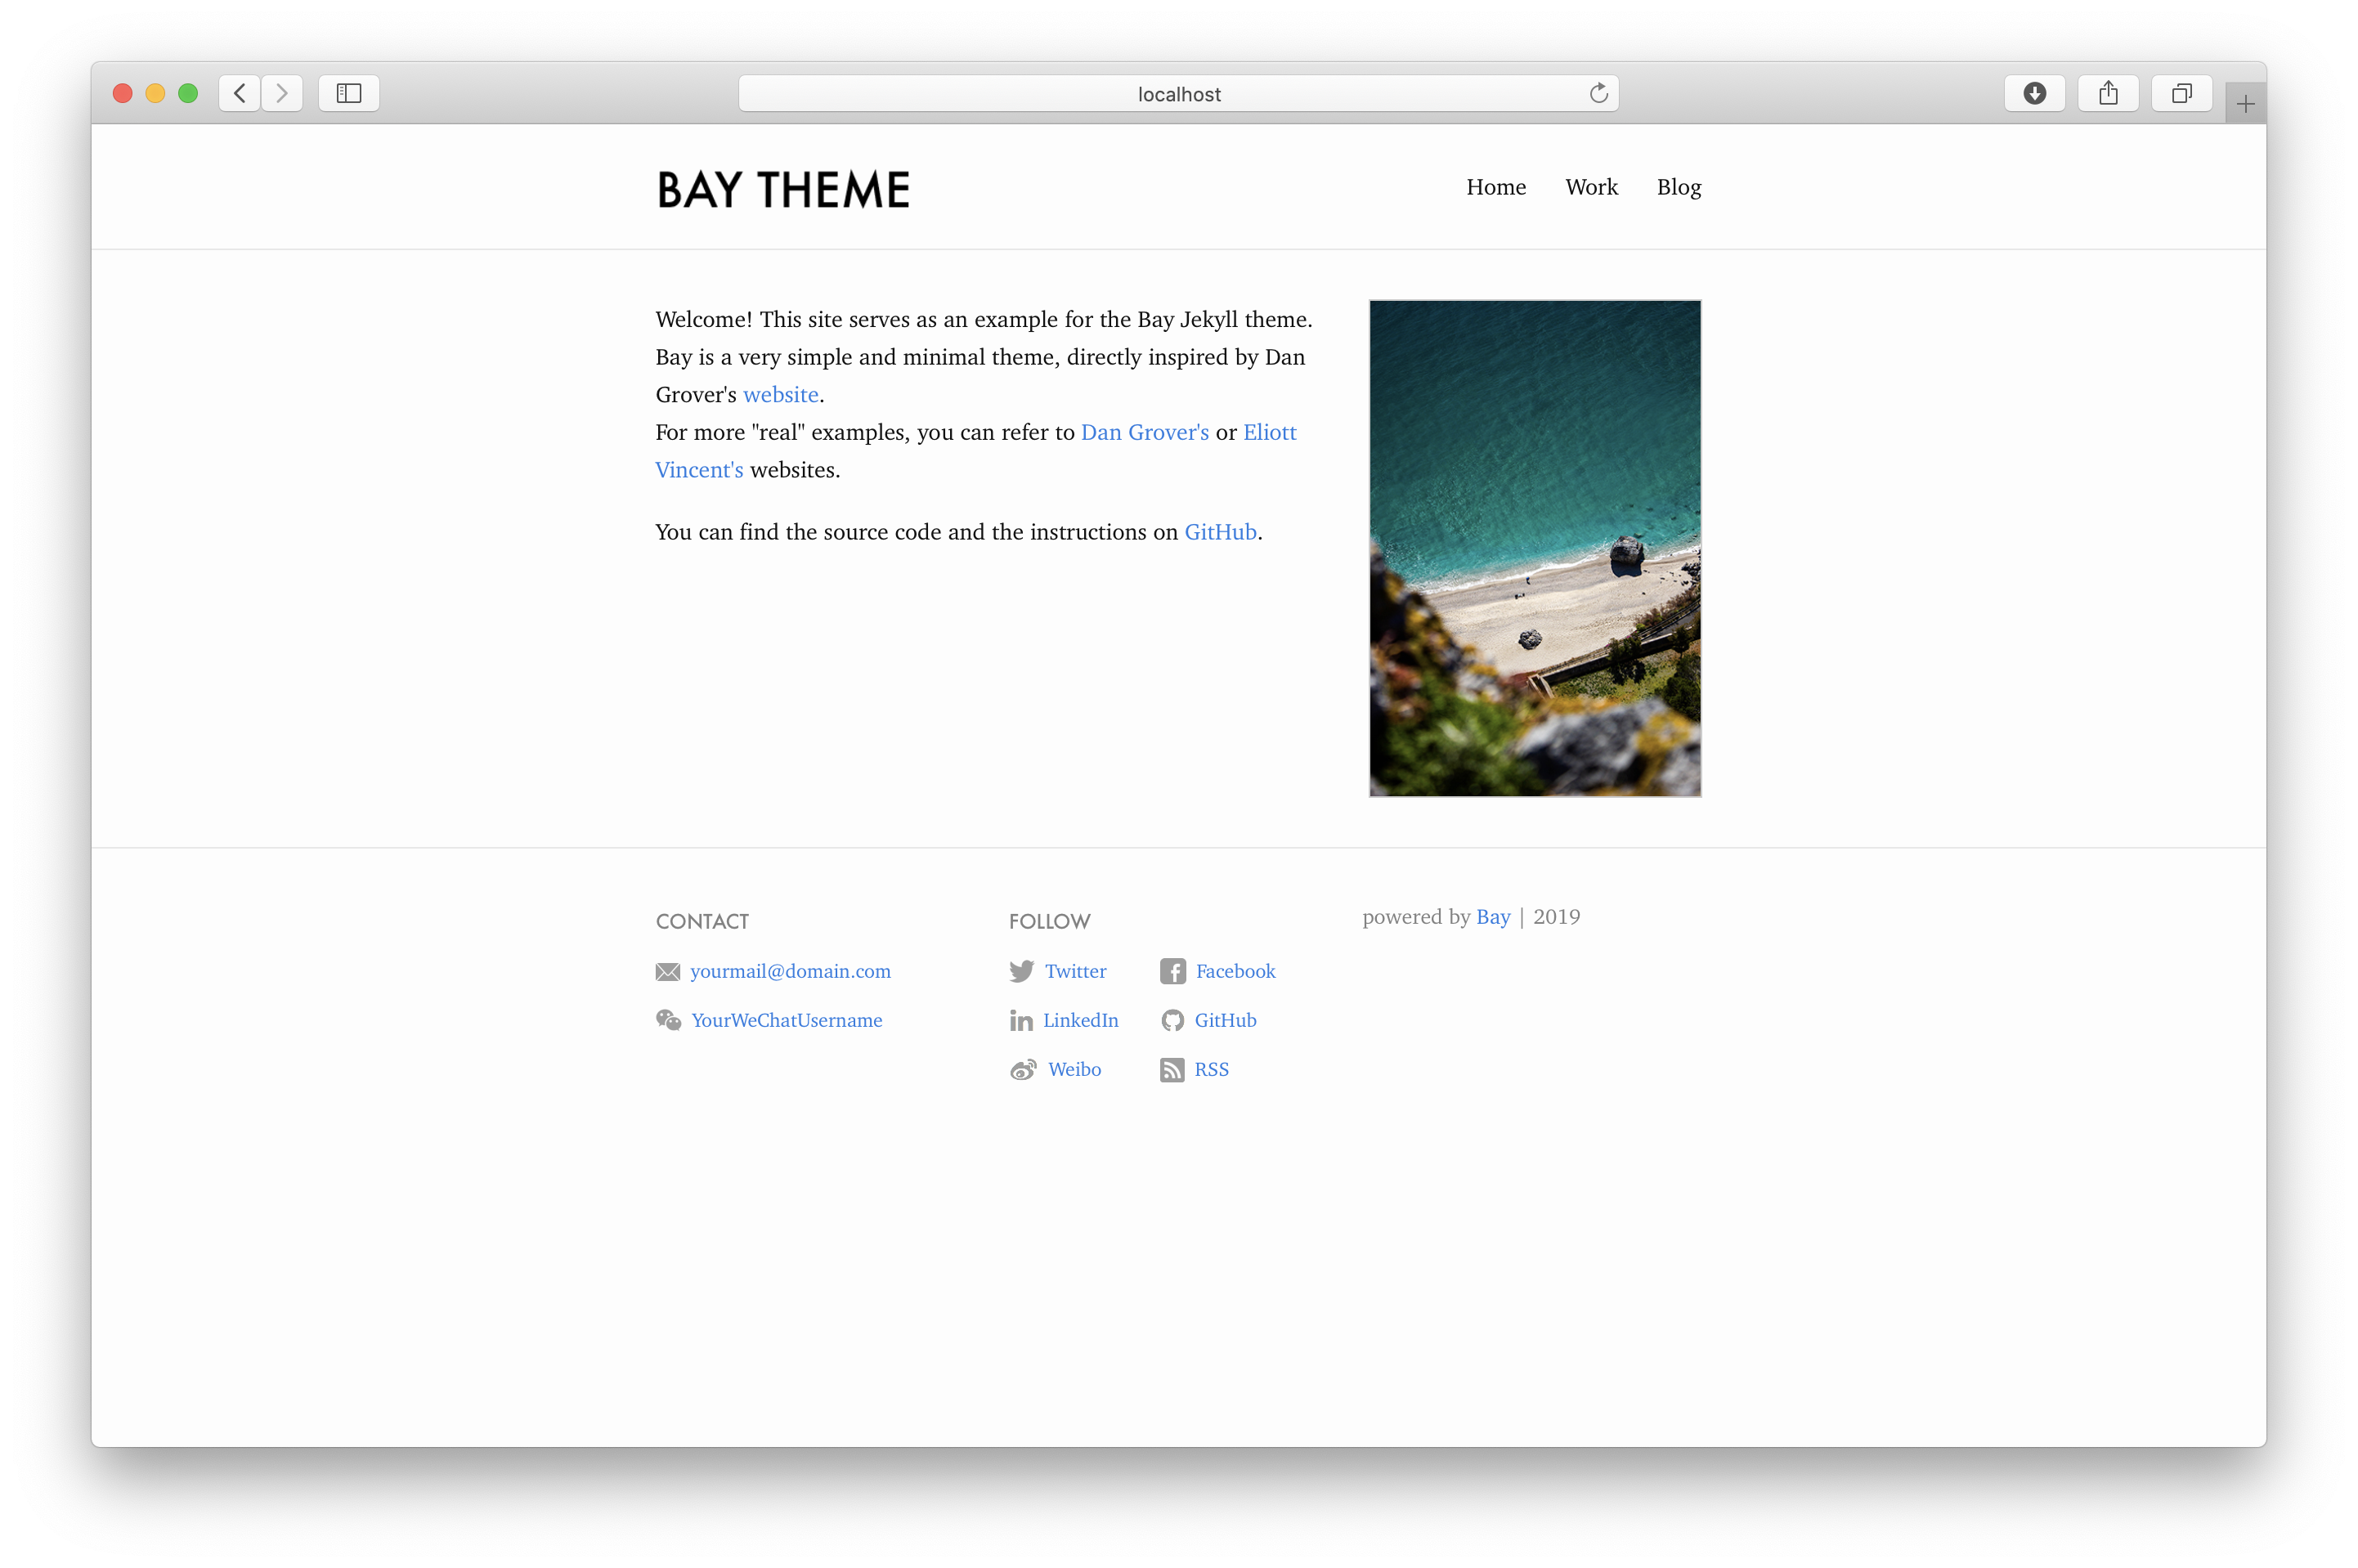 localhost
BAY THEME
Home Work Blog
Welcome! This site serves as an example for the Bay Jekyll theme.
Bay is a very simple and minimal theme, directly inspired by Dan
Grover's website.
For more "real" examples, you can refer to Dan Grover's or Eliott
Vincent's websites.
You can find the source code and the instructions on GitHub.
CONTACT
yourmail@domain.com
YourWeChatUsername
FOLLOW
Twitter Facebook
LinkedIn GitHub
Weibo RSS
powered by Bay | 2019